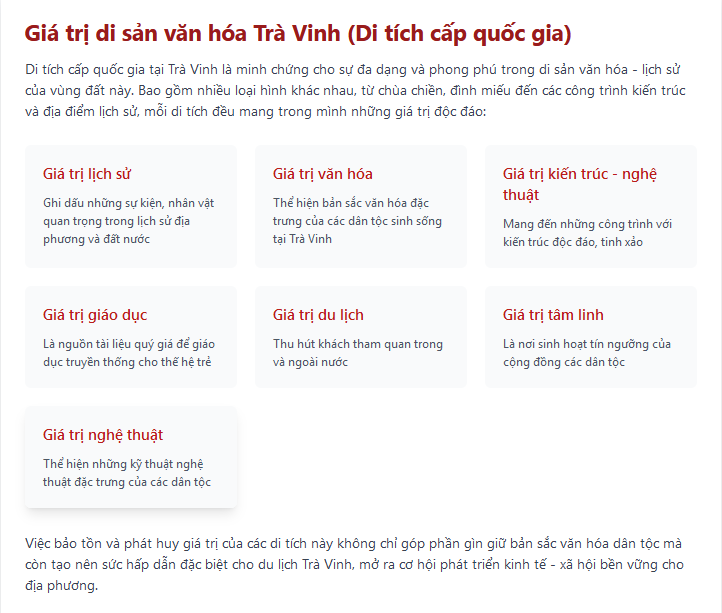 Giá trị di sản văn hóa Trà Vinh (Di tích cấp quốc gia)
Di tích cấp quốc gia tại Trà Vinh là minh chứng cho sự đa dạng và phong phú trong di sản văn hóa - lịch sử
của vùng đất này. Bao gồm nhiều loại hình khác nhau, từ chùa chiền, đình miếu đến các công trình kiến trúc
và địa điểm lịch sử, mỗi di tích đều mang trong mình những giá trị độc đáo:
Giá trị lịch sử
Ghi dấu những sự kiện, nhân vật
quan trọng trong lịch sử địa
phương và đất nước
Giá trị văn hóa
Thể hiện bản sắc văn hóa đặc
trưng của các dân tộc sinh sống
tại Trà Vinh
Giá trị kiến trúc - nghệ
thuật
Mang đến những công trình với
kiến trúc độc đáo, tinh xảo
Giá trị giáo dục
Là nguồn tài liệu quý giá để giáo
dục truyền thống cho thế hệ trẻ
Giá trị du lịch
Thu hút khách tham quan trong
và ngoài nước
Giá trị tâm linh
Là nơi sinh hoạt tín ngưỡng của
cộng đồng các dân tộc
Giá trị nghệ thuật
Thể hiện những kỹ thuật nghệ
thuật đặc trưng của các dân tộc
Việc bảo tồn và phát huy giá trị của các di tích này không chỉ góp phần gìn giữ bản sắc văn hóa dân tộc mà
còn tạo nên sức hấp dẫn đặc biệt cho du lịch Trà Vinh, mở ra cơ hội phát triển kinh tế - xã hội bền vững cho
địa phương.